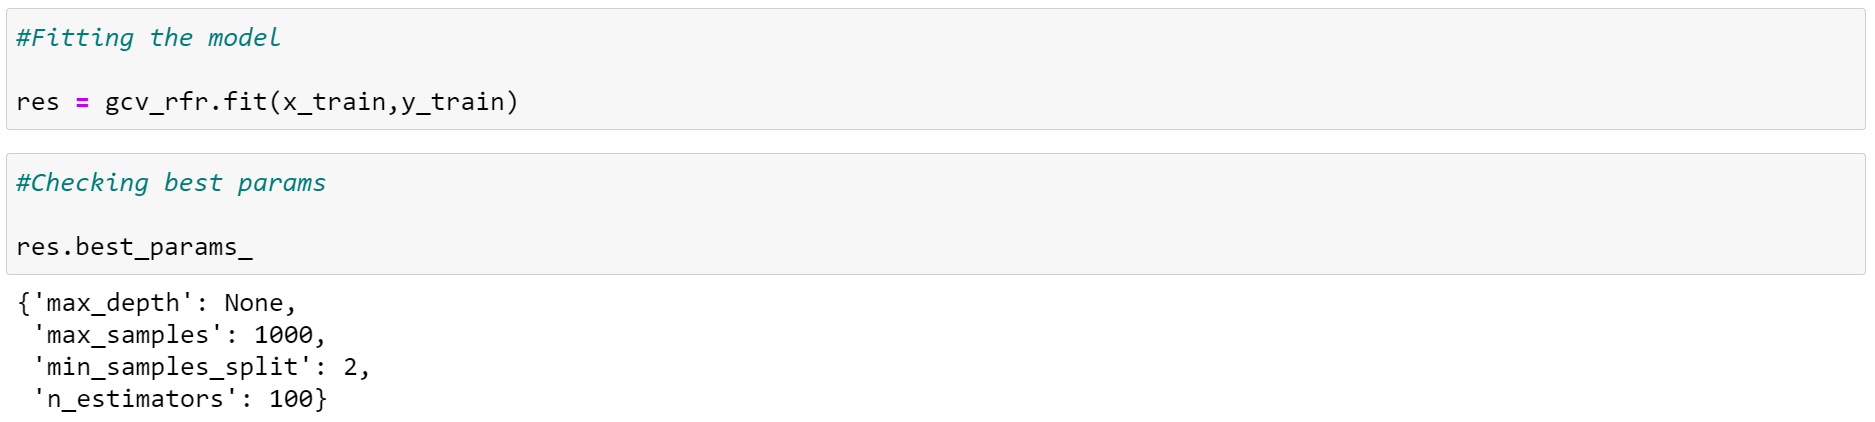 #Fitting the model
res = gcv_rfr.fit(x_train,y_train)
#Checking best params
res.best_params_
{'max_depth': None,
 'max_samples': 1000,
 'min_samples_split': 2,
 'n_estimators': 100}